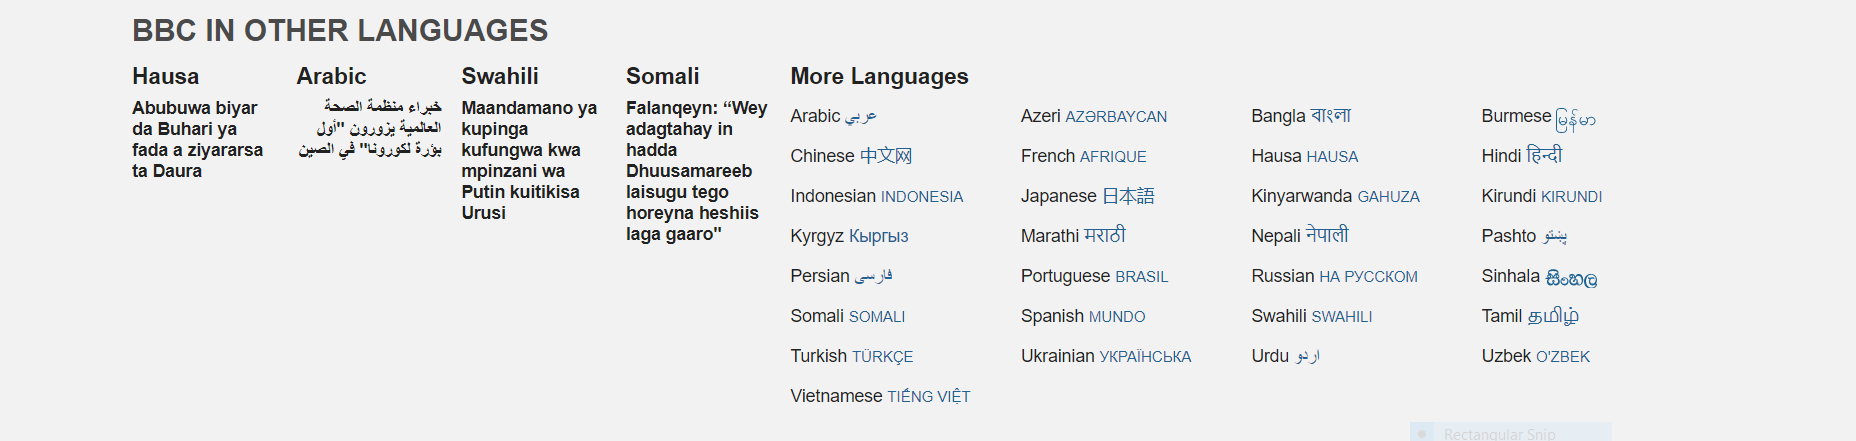 BBC IN OTHER LANGUAGES
Hausa
Abubuwa biyar
da Buhari ya
fada a ziyararsa
ta Daura
Arabic
خبراء منظمة الصحة
العالمية يزورون "أول
بؤرة لكورونا" في الصين
Swahili
Maandamano ya
kupinga
kufungwa kwa
mpinzani wa
Putin kuitikisa
Urusi
Somali
Falanqeyn: “Wey
adagtahay in
hadda
Dhuusamareeb
laisugu tego
horeyna heshiis
laga gaaro"
More Languages
Arabic عربي
Azeri AZƏRBAYCAN
Bangla বাংলা
Burmese မြန်မာ
Chinese 中文网
French AFRIQUE
Hausa HAUSA
Hindi हिन्दी
Indonesian INDONESIA
Japanese 日本語
Kinyarwanda GAHUZA
Kirundi KIRUNDI
Kyrgyz Кыргыз
Marathi मराठी
Nepali नेपाली
Pashto پښتو
Persian فارسی
Portuguese BRASIL
Russian НА РУССКОМ
Sinhala සිංහල
Somali SOMALI
Spanish MUNDO
Swahili SWAHILI
Tamil தமிழ்
Turkish TÜRKÇE
Ukrainian УКРАЇНСЬКА
Urdu اردو
Uzbek O'ZBEK
Vietnamese TIẾNG VIỆT
Rectangular Snip